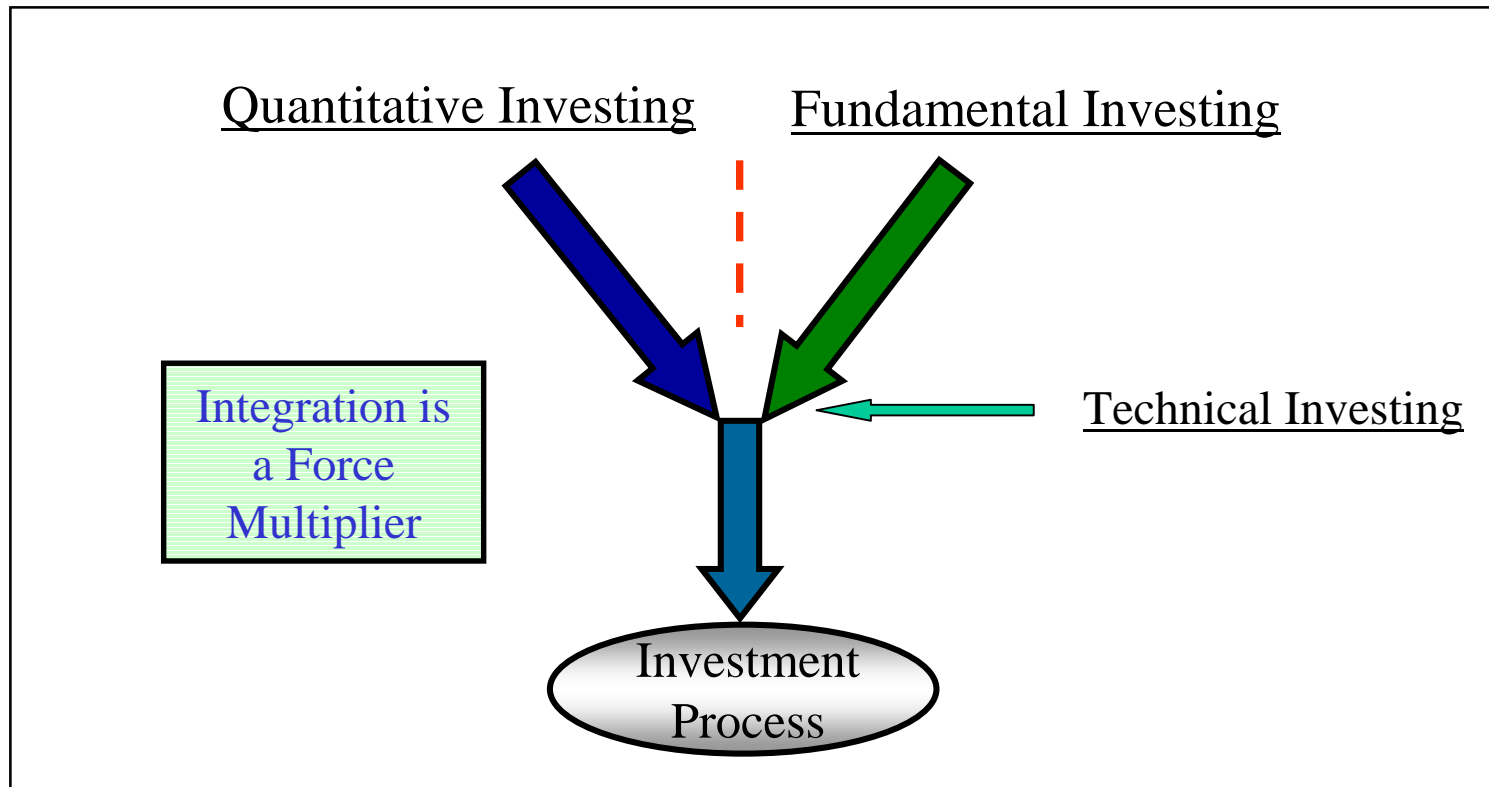 Quantitative Investing
Fundamental Investing
Integration is
a Force
Multiplier
Technical Investing
Investment
Process